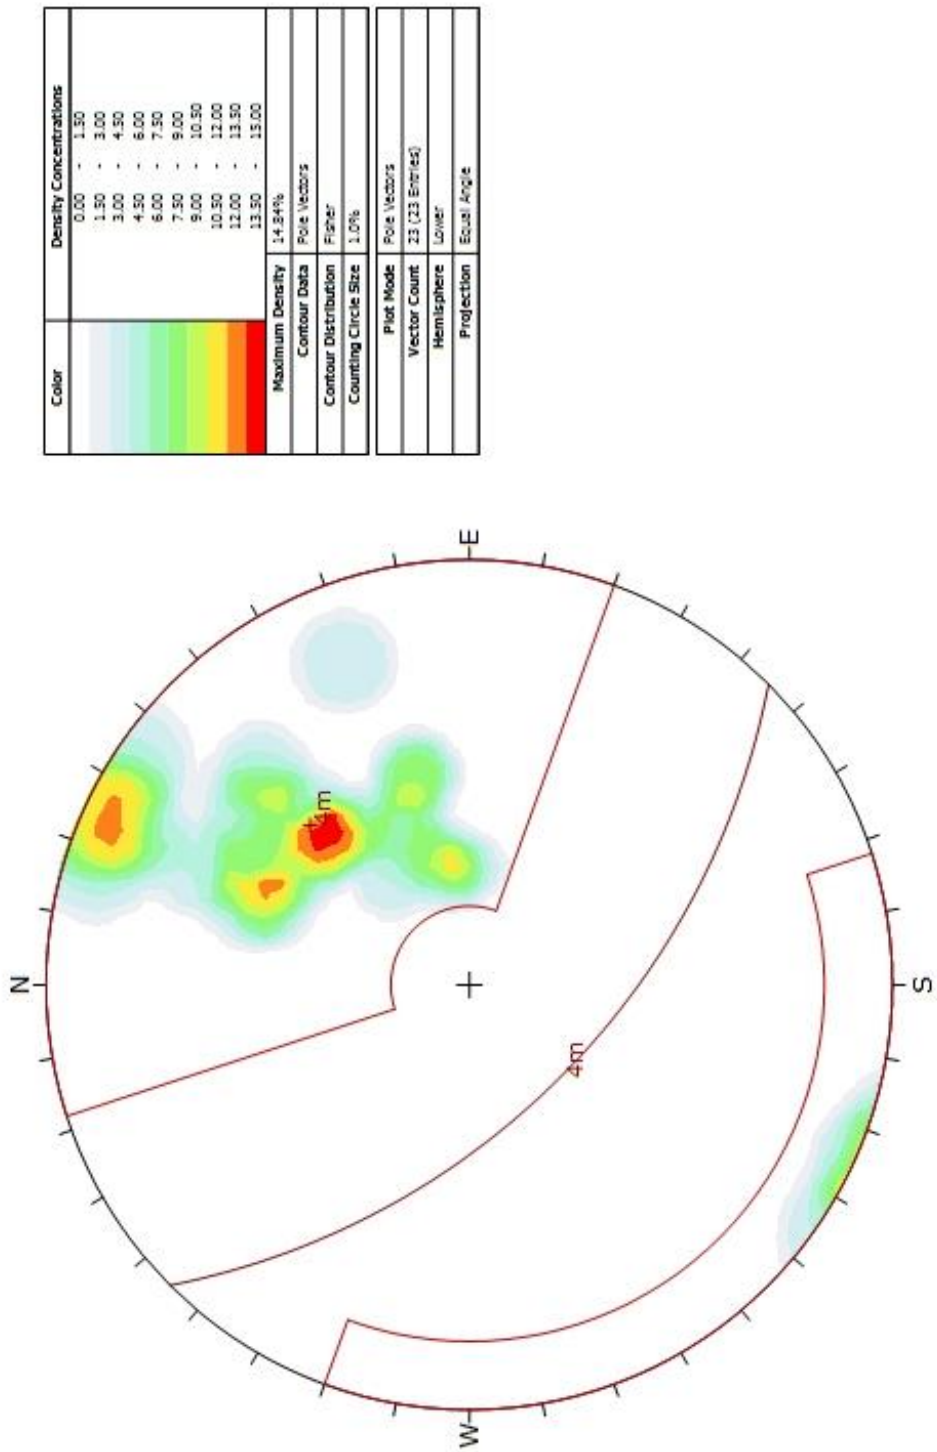 Color Density Concentrations
0.00 - 1.50
1.50 - 3.00
3.00 - 4.50
4.50 - 6.00
6.00 - 7.50
7.50 - 9.00
9.00 - 10.50
10.50 - 12.00
12.00 - 13.50
13.50 - 15.00
Maximum Density 14.84%
Contour Data Pole Vectors
Contour Distribution Fisher
Counting Circle Size 1.0%
Plot Mode Pole Vectors
Vector Count 23 (23 Entries)
Hemisphere Lower
Projection Equal Angle
N
E
4m
4m
S
W